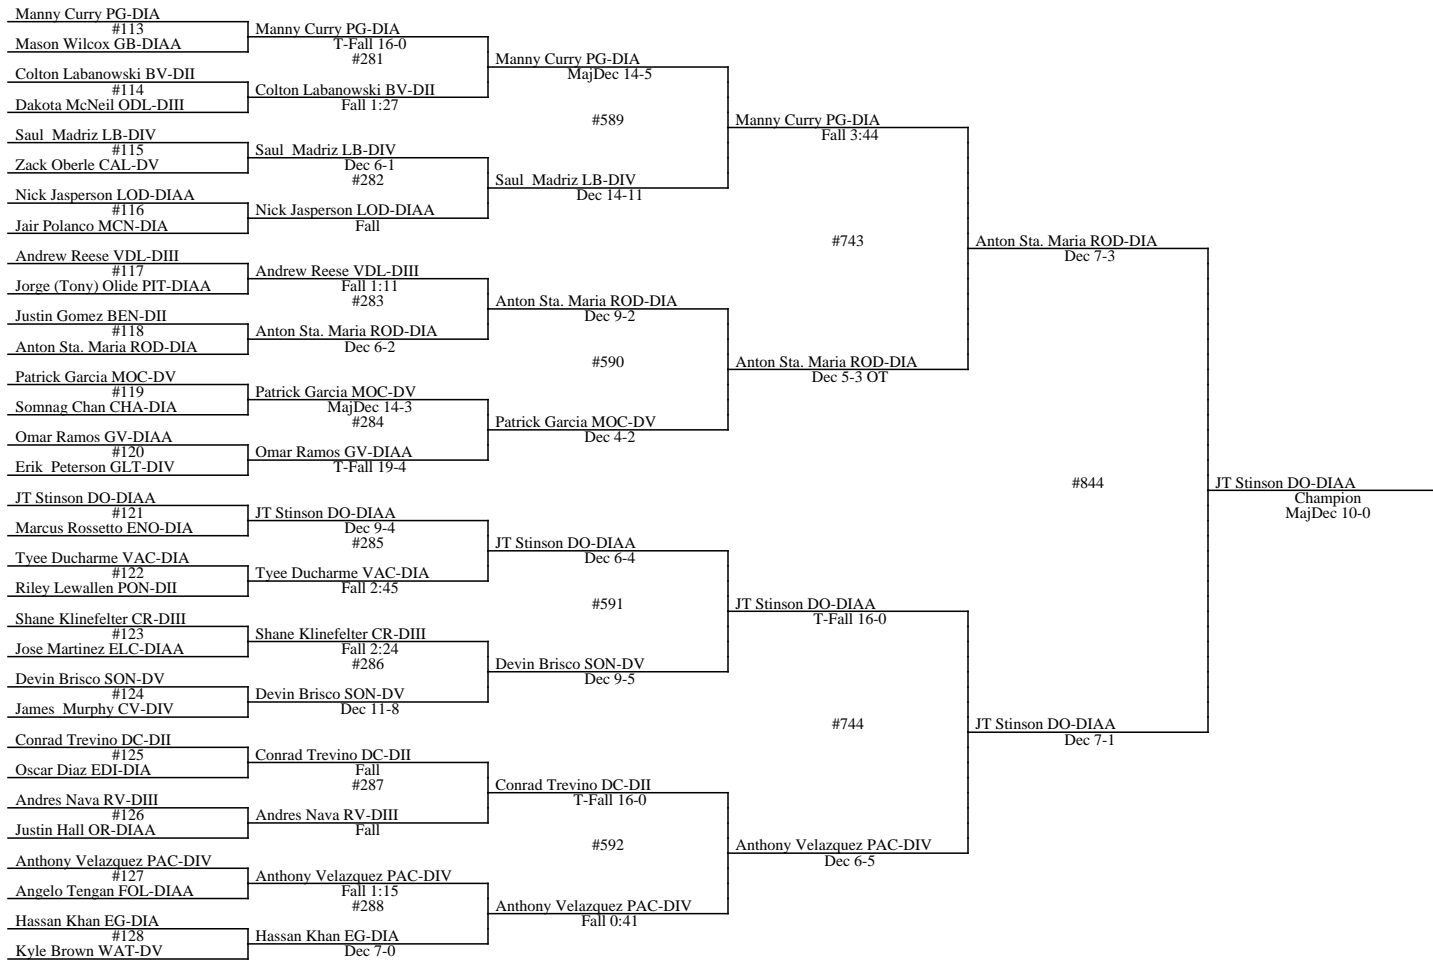 Manny Curry PG-DIA
#113
Mason Wilcox GB-DIAA
Colton Labanowski BV-DII
#114
Dakota McNeil ODL-DIII
Saul  Madriz LB-DIV
#115
Zack Oberle CAL-DV
Nick Jasperson LOD-DIAA
#116
Jair Polanco MCN-DIA
Andrew Reese VDL-DIII
#117
Jorge (Tony) Olide PIT-DIAA
Justin Gomez BEN-DII
#118
Anton Sta. Maria ROD-DIA
Patrick Garcia MOC-DV
#119
Somnag Chan CHA-DIA
Omar Ramos GV-DIAA
#120
Erik  Peterson GLT-DIV
JT Stinson DO-DIAA
#121
Marcus Rossetto ENO-DIA
Tyee Ducharme VAC-DIA
#122
Riley Lewallen PON-DII
Shane Klinefelter CR-DIII
#123
Jose Martinez ELC-DIAA
Devin Brisco SON-DV
#124
James  Murphy CV-DIV
Conrad Trevino DC-DII
#125
Oscar Diaz EDI-DIA
Andres Nava RV-DIII
#126
Justin Hall OR-DIAA
Anthony Velazquez PAC-DIV
#127
Angelo Tengan FOL-DIAA
Hassan Khan EG-DIA
#128
Kyle Brown WAT-DV
Manny Curry PG-DIA
T-Fall 16-0
#281
Colton Labanowski BV-DII
Fall 1:27
Saul  Madriz LB-DIV
Dec 6-1
#282
Nick Jasperson LOD-DIAA
Fall
Andrew Reese VDL-DIII
Fall 1:11
#283
Anton Sta. Maria ROD-DIA
Dec 6-2
Patrick Garcia MOC-DV
MajDec 14-3
#284
Omar Ramos GV-DIAA
T-Fall 19-4
JT Stinson DO-DIAA
Dec 9-4
#285
Tyee Ducharme VAC-DIA
Fall 2:45
Shane Klinefelter CR-DIII
Fall 2:24
#286
Devin Brisco SON-DV
Dec 11-8
Conrad Trevino DC-DII
Fall
#287
Andres Nava RV-DIII
Fall
Anthony Velazquez PAC-DIV
Fall 1:15
#288
Hassan Khan EG-DIA
Dec 7-0
Manny Curry PG-DIA
MajDec 14-5
#589
Saul  Madriz LB-DIV
Dec 14-11
Anton Sta. Maria ROD-DIA
Dec 9-2
#590
Patrick Garcia MOC-DV
Dec 4-2
JT Stinson DO-DIAA
Dec 6-4
#591
Devin Brisco SON-DV
Dec 9-5
Conrad Trevino DC-DII
T-Fall 16-0
#592
Anthony Velazquez PAC-DIV
Fall 0:41
Manny Curry PG-DIA
Fall 3:44
#743
Anton Sta. Maria ROD-DIA
Dec 5-3 OT
JT Stinson DO-DIAA
T-Fall 16-0
#744
Anthony Velazquez PAC-DIV
Dec 6-5
Anton Sta. Maria ROD-DIA
Dec 7-3
#844
JT Stinson DO-DIAA
Dec 7-1
JT Stinson DO-DIAA
Champion
MajDec 10-0